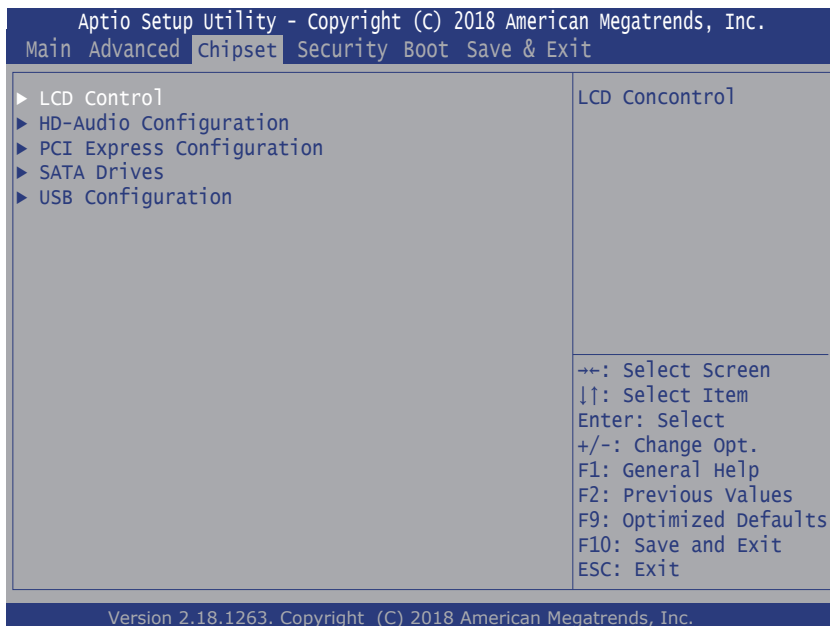 Aptio Setup Utility - Copyright (C) 2018 American Megatrends, Inc.
Main Advanced Chipset Security Boot Save & Exit
▶ LCD Control
▶ HD-Audio Configuration
▶ PCI Express Configuration
▶ SATA Drives
▶ USB Configuration
LCD Concontrol
→←: Select Screen
↓↑: Select Item
Enter: Select
+/-: Change Opt.
F1: General Help
F2: Previous Values
F9: Optimized Defaults
F10: Save and Exit
ESC: Exit
Version 2.18.1263. Copyright (C) 2018 American Megatrends, Inc.